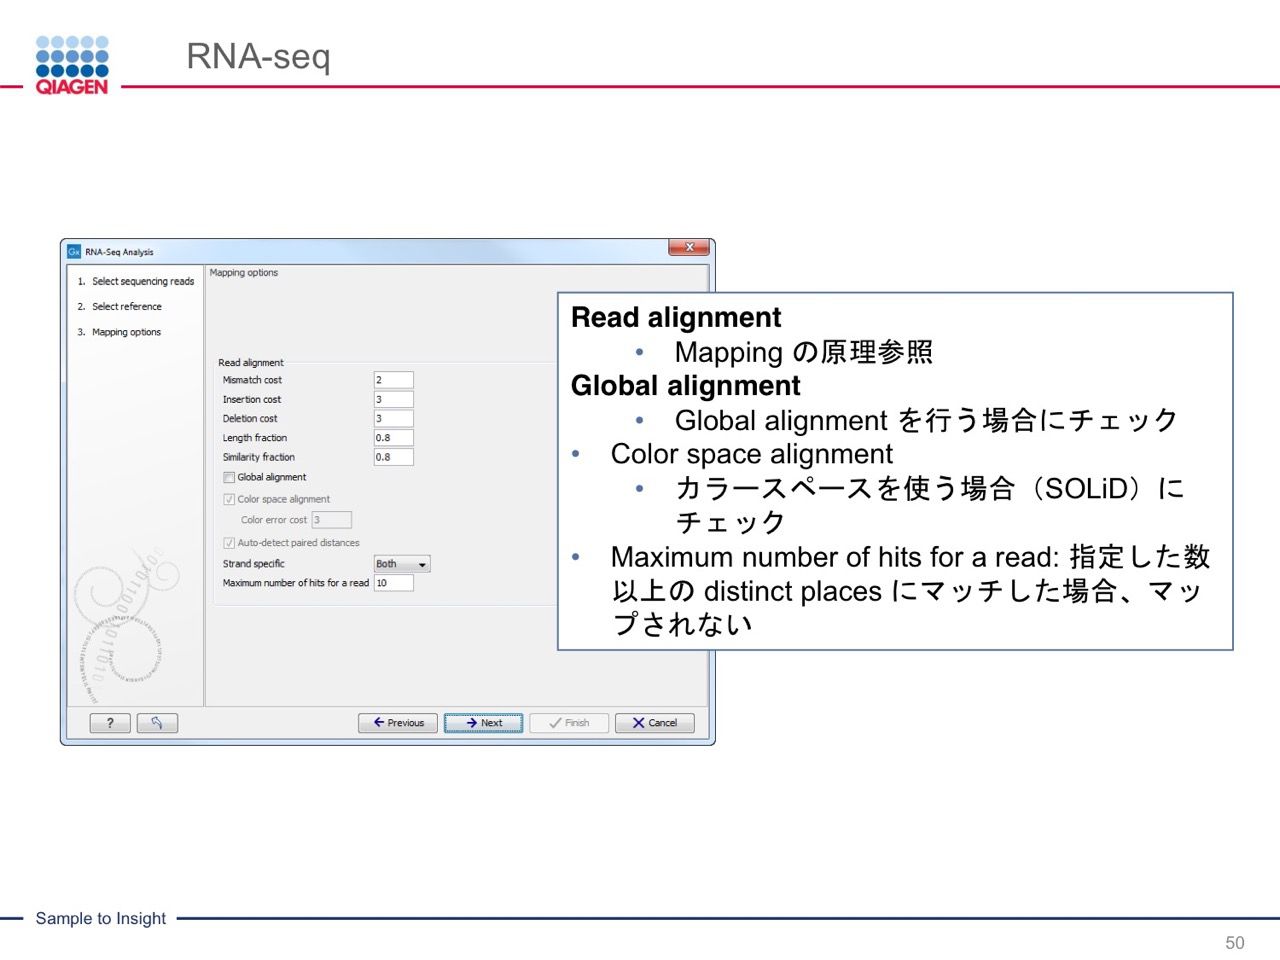 RNA-seq
QIAGEN
Gx RNA-Seq Analysis
1. Select sequencing reads
2. Select reference
3. Mapping options
Mapping options
Read alignment
Mismatch cost 2
Insertion cost 3
Deletion cost 3
Length fraction 0.8
Similarity fraction 0.8
Global alignment
Color space alignment
Color error cost 3
Auto-detect paired distances
Strand specific Both
Maximum number of hits for a read 10
? Previous Next Finish Cancel
Read alignment
• Mapping の原理参照
Global alignment
• Global alignment を行う場合にチェック
• Color space alignment
• カラースペースを使う場合（SOLiD）に
チェック
• Maximum number of hits for a read: 指定した数
以上の distinct places にマッチした場合、マッ
プされない
Sample to Insight
50